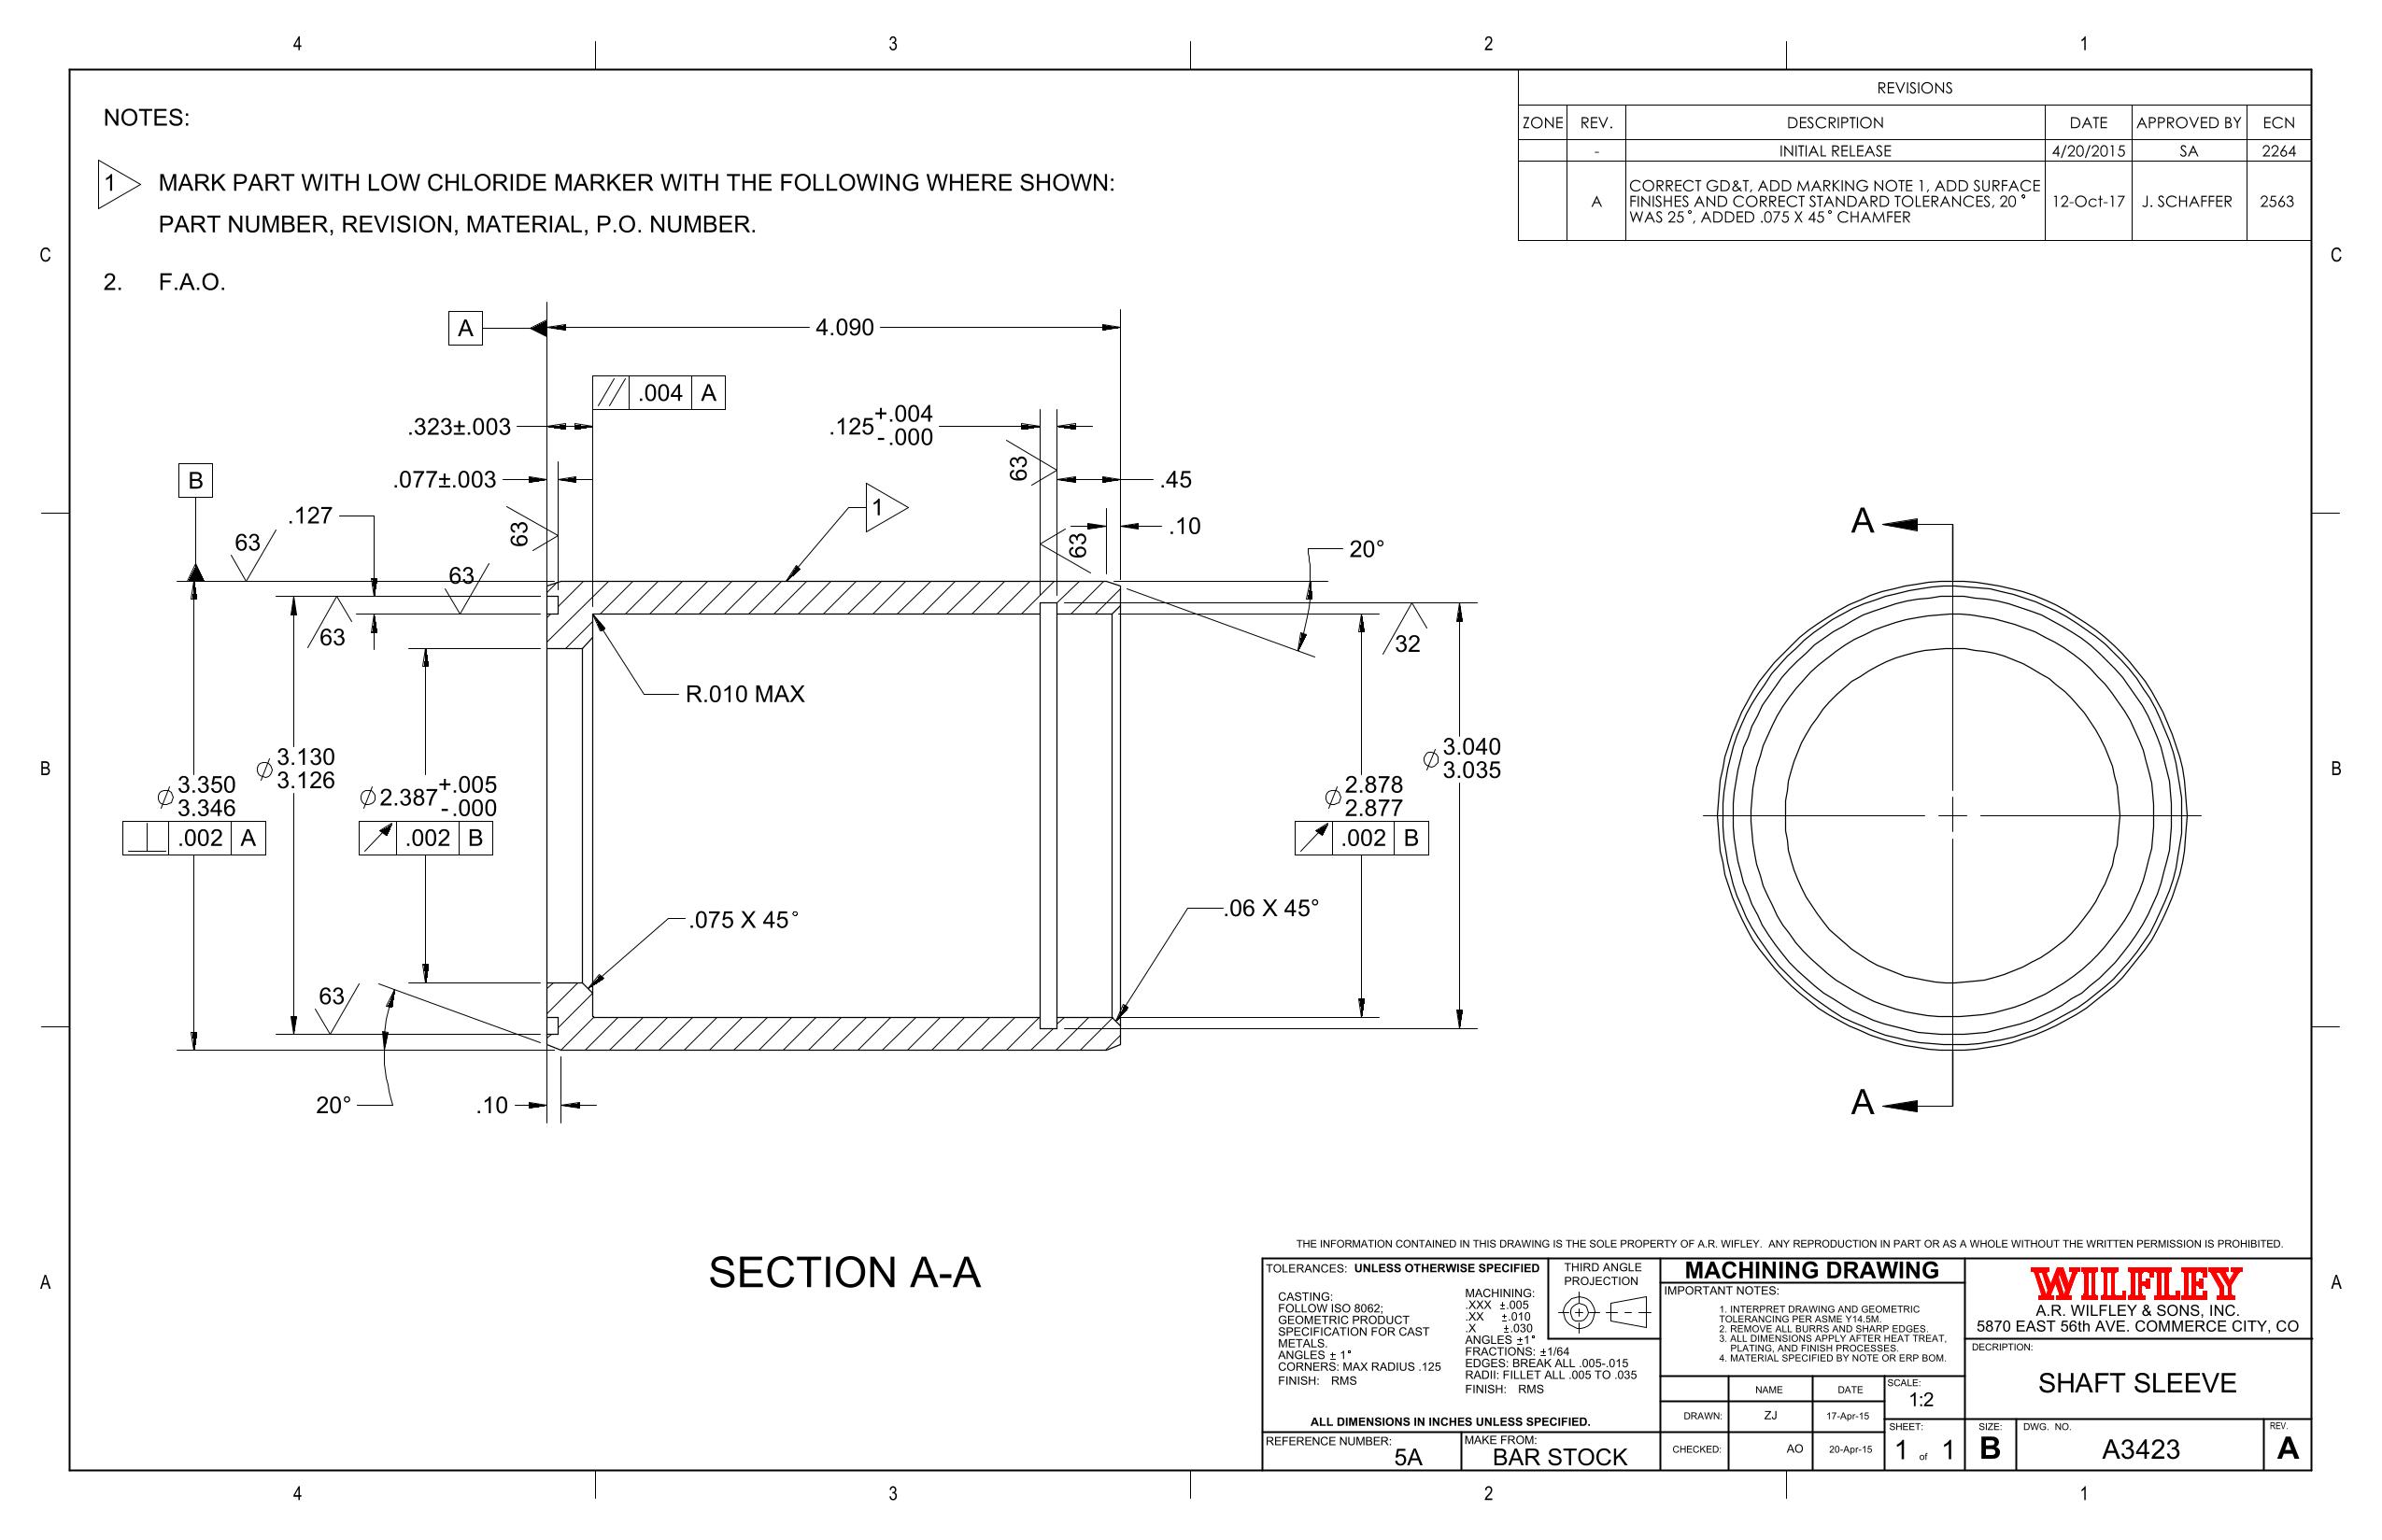 4 3 2 1
NOTES:
1 MARK PART WITH LOW CHLORIDE MARKER WITH THE FOLLOWING WHERE SHOWN:
PART NUMBER, REVISION, MATERIAL, P.O. NUMBER.
2. F.A.O.
REVISIONS
ZONE REV. DESCRIPTION DATE APPROVED BY ECN
- INITIAL RELEASE 4/20/2015 SA 2264
CORRECT GD&T, ADD MARKING NOTE 1, ADD SURFACE
A FINISHES AND CORRECT STANDARD TOLERANCES, 20° 12-Oct-17 J. SCHAFFER 2563
WAS 25°, ADDED .075 X 45° CHAMFER
C C
A 4.090
// .004 A
.323±.003
.125 +.004
-.000
.077±.003
63
.45
B
.127
63
63
1
63
.10
20°
63
63
32
R.010 MAX
⌀ 3.350
3.346
⊥ .002 A
⌀ 3.130
3.126
⌀2.387 +.005
-.000
↗ .002 B
⌀ 2.878
2.877
↗ .002 B
⌀ 3.040
3.035
.075 X 45°
.06 X 45°
63
20°
.10
A
A
B B
SECTION A-A
A A
THE INFORMATION CONTAINED IN THIS DRAWING IS THE SOLE PROPERTY OF A.R. WIFLEY. ANY REPRODUCTION IN PART OR AS A WHOLE WITHOUT THE WRITTEN PERMISSION IS PROHIBITED.
TOLERANCES: UNLESS OTHERWISE SPECIFIED
CASTING:
FOLLOW ISO 8062;
GEOMETRIC PRODUCT
SPECIFICATION FOR CAST
METALS.
ANGLES ± 1°
CORNERS: MAX RADIUS .125
FINISH: RMS
MACHINING:
.XXX ±.005
.XX ±.010
.X ±.030
ANGLES ±1°
FRACTIONS: ±1/64
EDGES: BREAK ALL .005-.015
RADII: FILLET ALL .005 TO .035
FINISH: RMS
ALL DIMENSIONS IN INCHES UNLESS SPECIFIED.
REFERENCE NUMBER: 5A
MAKE FROM: BAR STOCK
THIRD ANGLE
PROJECTION
MACHINING DRAWING
IMPORTANT NOTES:
1. INTERPRET DRAWING AND GEOMETRIC
TOLERANCING PER ASME Y14.5M.
2. REMOVE ALL BURRS AND SHARP EDGES.
3. ALL DIMENSIONS APPLY AFTER HEAT TREAT,
PLATING, AND FINISH PROCESSES.
4. MATERIAL SPECIFIED BY NOTE OR ERP BOM.
NAME DATE
DRAWN: ZJ 17-Apr-15
CHECKED: AO 20-Apr-15
SCALE: 1:2
SHEET: 1 of 1
WILFLEY
A.R. WILFLEY & SONS, INC.
5870 EAST 56th AVE. COMMERCE CITY, CO
DECRIPTION:
SHAFT SLEEVE
SIZE: B
DWG. NO. A3423
REV. A
4 3 2 1